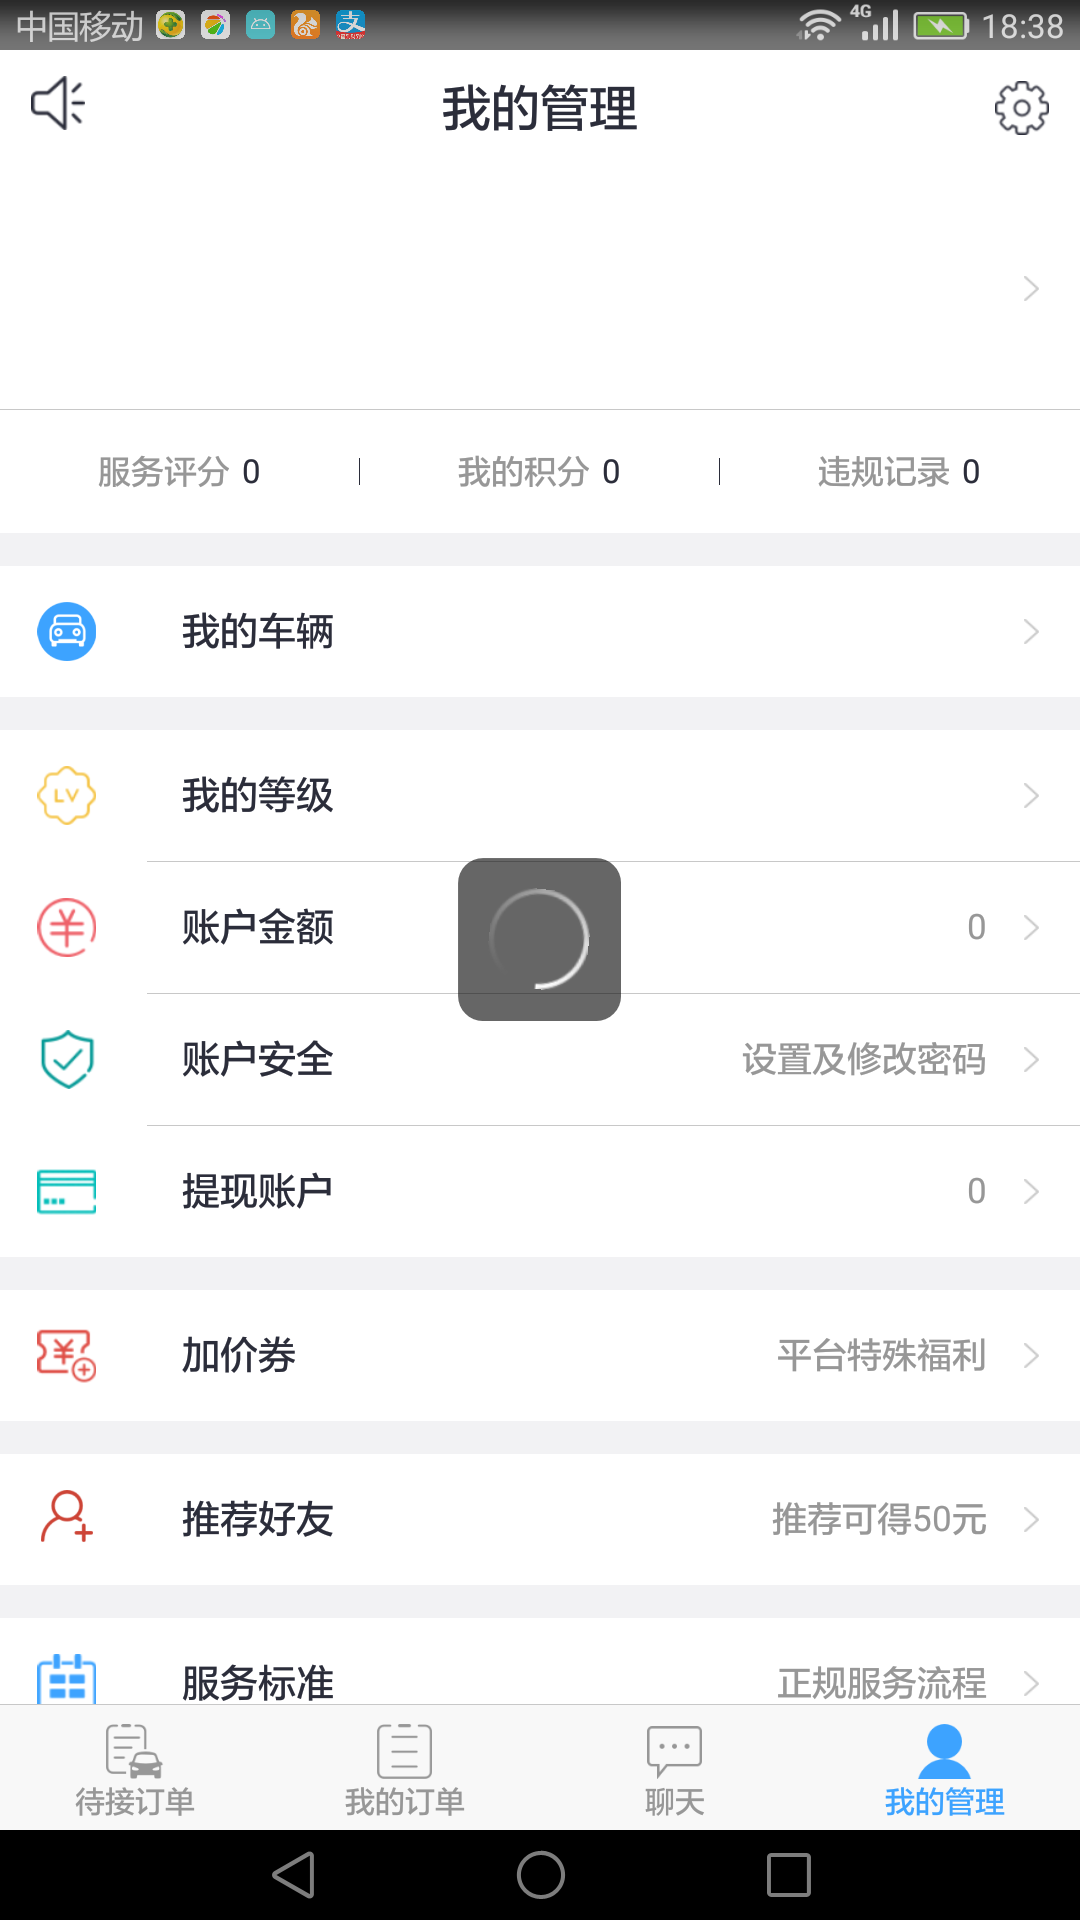 中国移动 4G 18:38
我的管理
服务评分 0 我的积分 0 违规记录 0
我的车辆
LV 我的等级
账户金额 0
账户安全 设置及修改密码
提现账户 0
加价券 平台特殊福利
推荐好友 推荐可得50元
服务标准 正规服务流程
待接订单 我的订单 聊天 我的管理